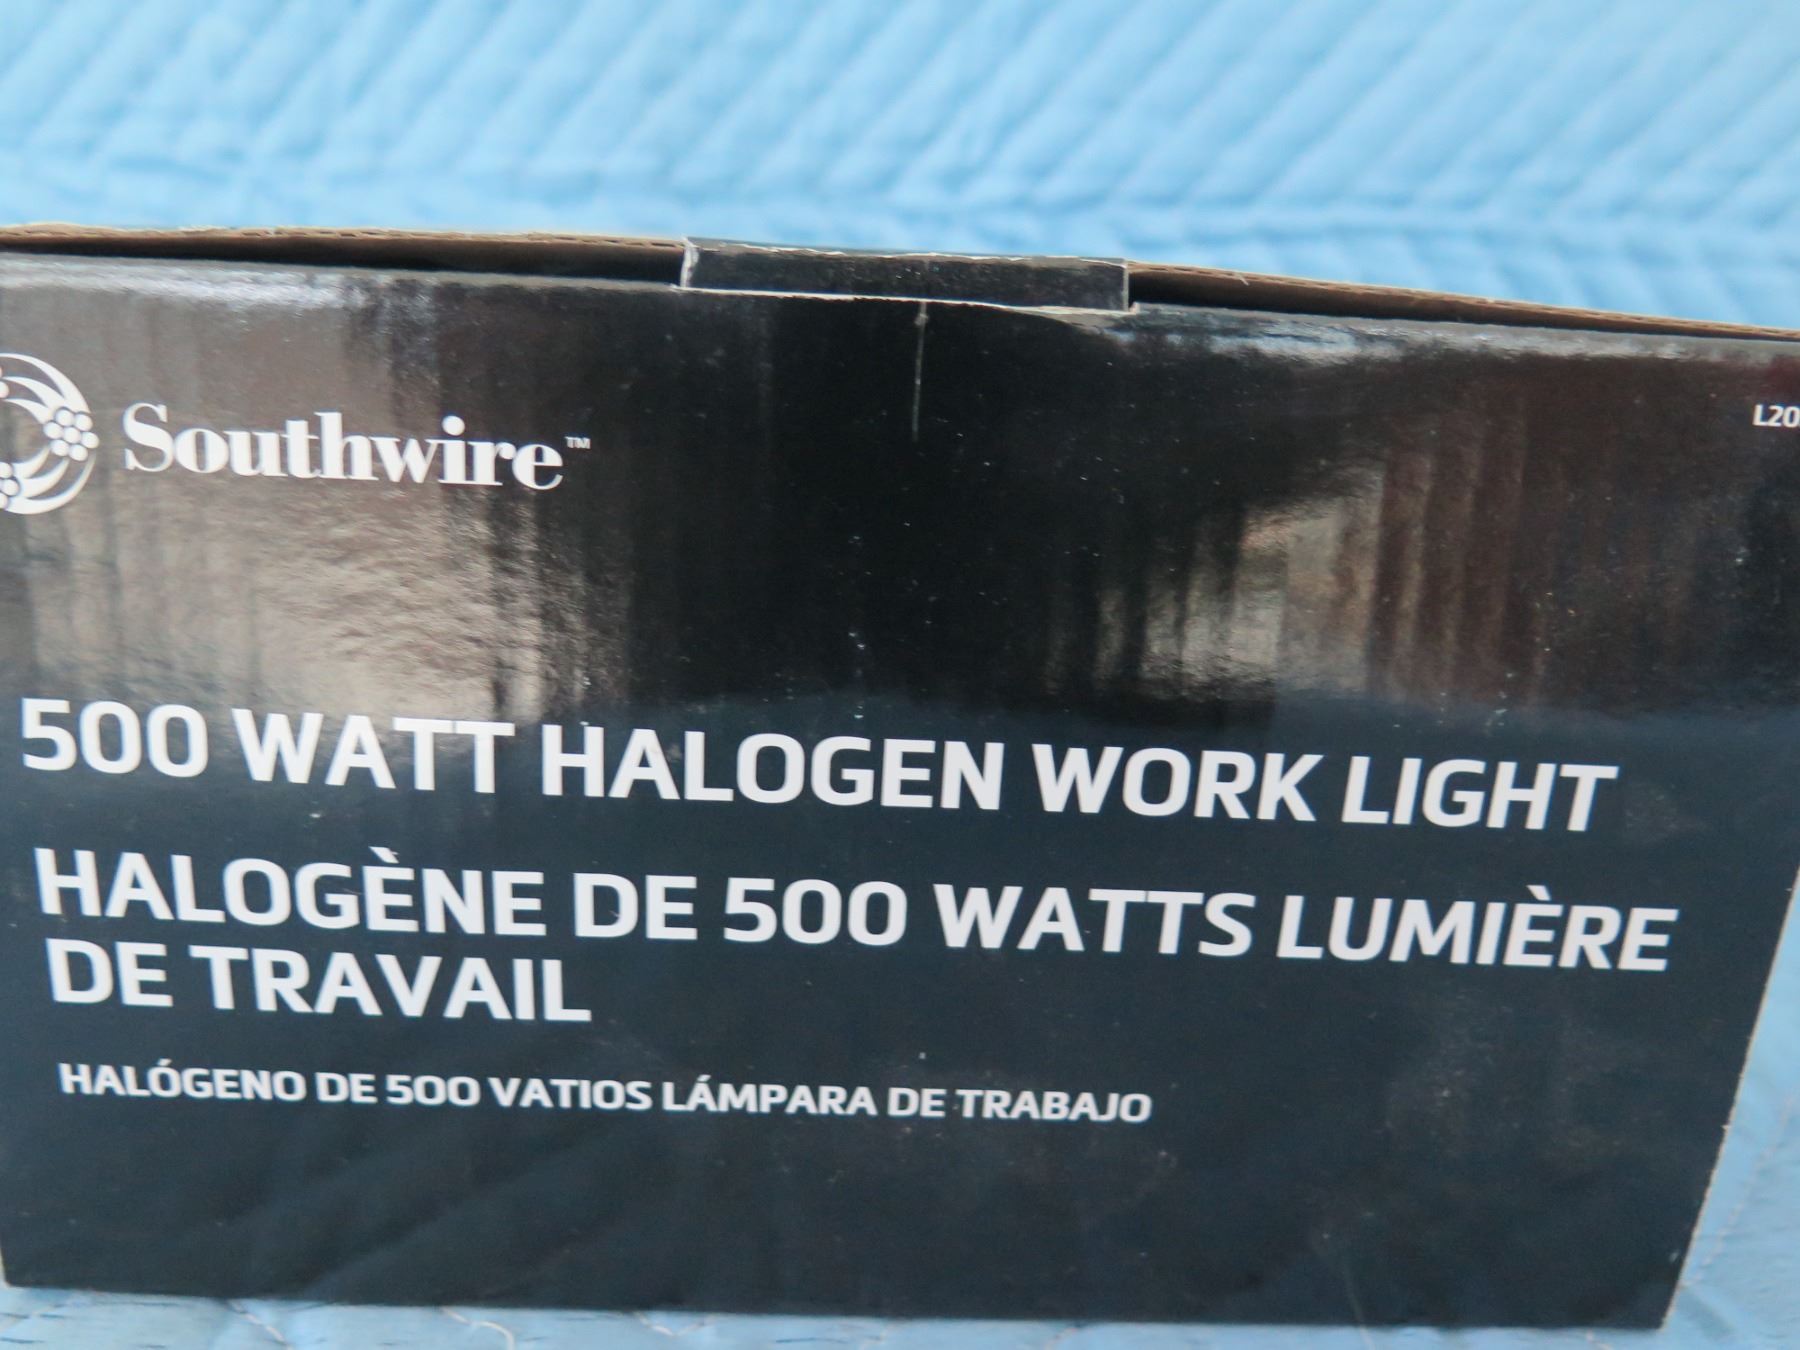 Southwire™
L20
500 WATT HALOGEN WORK LIGHT
HALOGÈNE DE 500 WATTS LUMIÈRE
DE TRAVAIL
HALÓGENO DE 500 VATIOS LÁMPARA DE TRABAJO